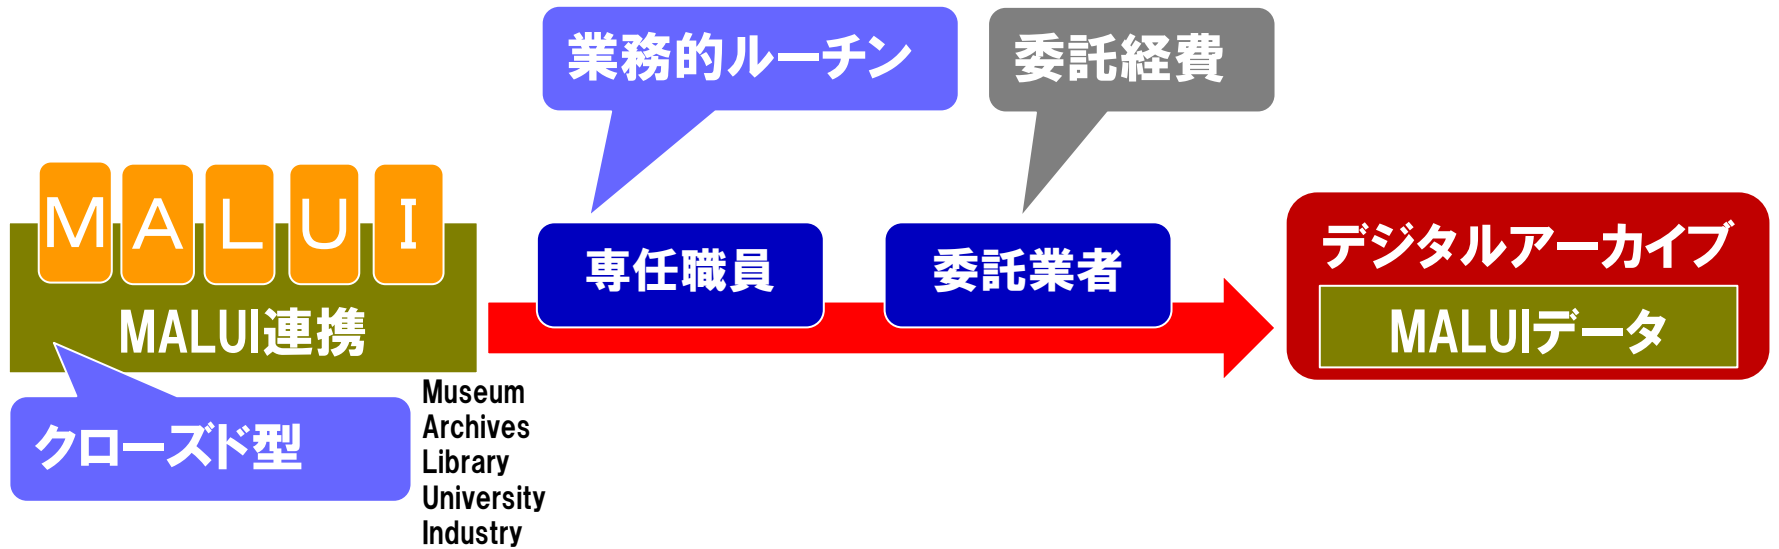 業務的ルーチン
委託経費
MALUI
専任職員
委託業者
デジタルアーカイブ
MALUI連携
MALUIデータ
クローズド型
Museum
Archives
Library
University
Industry